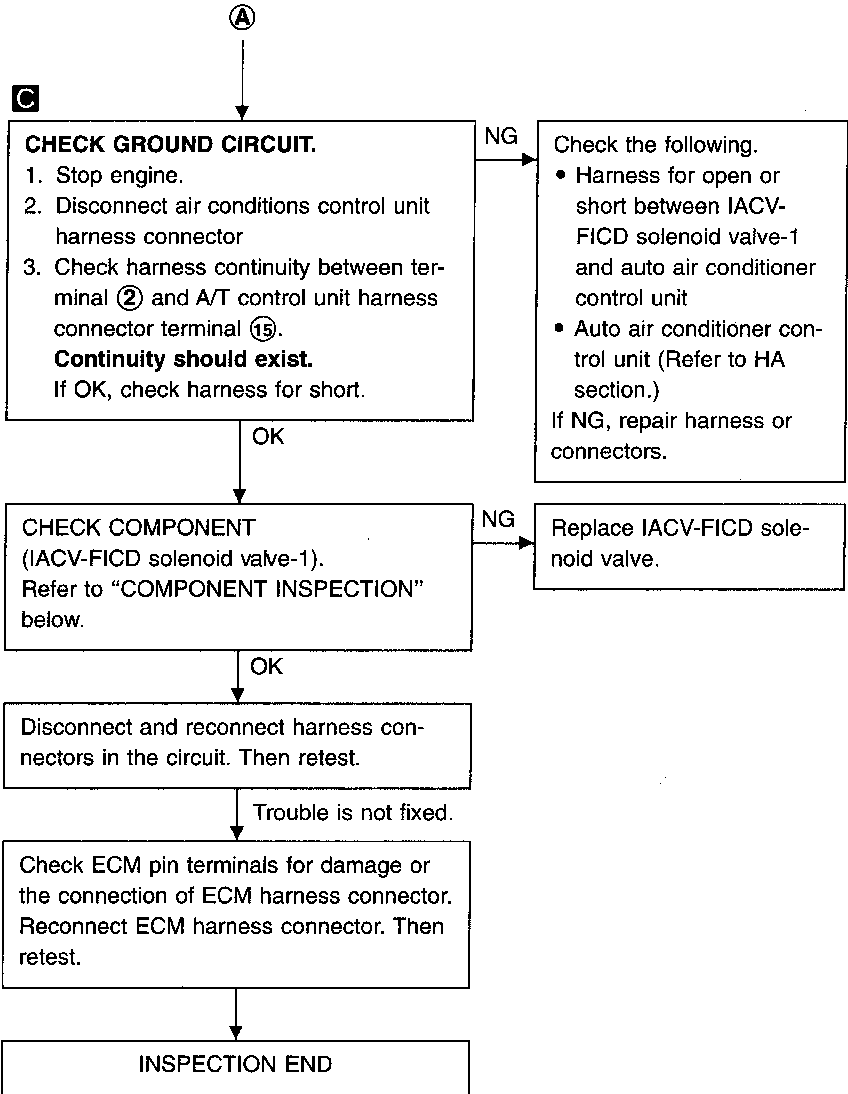 A
C
CHECK GROUND CIRCUIT.
1. Stop engine.
2. Disconnect air conditions control unit
harness connector
3. Check harness continuity between ter-
minal ② and A/T control unit harness
connector terminal ⑮.
Continuity should exist.
If OK, check harness for short.
NG
Check the following.
• Harness for open or
short between IACV-
FICD solenoid valve-1
and auto air conditioner
control unit
• Auto air conditioner con-
trol unit (Refer to HA
section.)
If NG, repair harness or
connectors.
OK
CHECK COMPONENT
(IACV-FICD solenoid valve-1).
Refer to “COMPONENT INSPECTION”
below.
NG
Replace IACV-FICD sole-
noid valve.
OK
Disconnect and reconnect harness con-
nectors in the circuit. Then retest.
Trouble is not fixed.
Check ECM pin terminals for damage or
the connection of ECM harness connector.
Reconnect ECM harness connector. Then
retest.
INSPECTION END